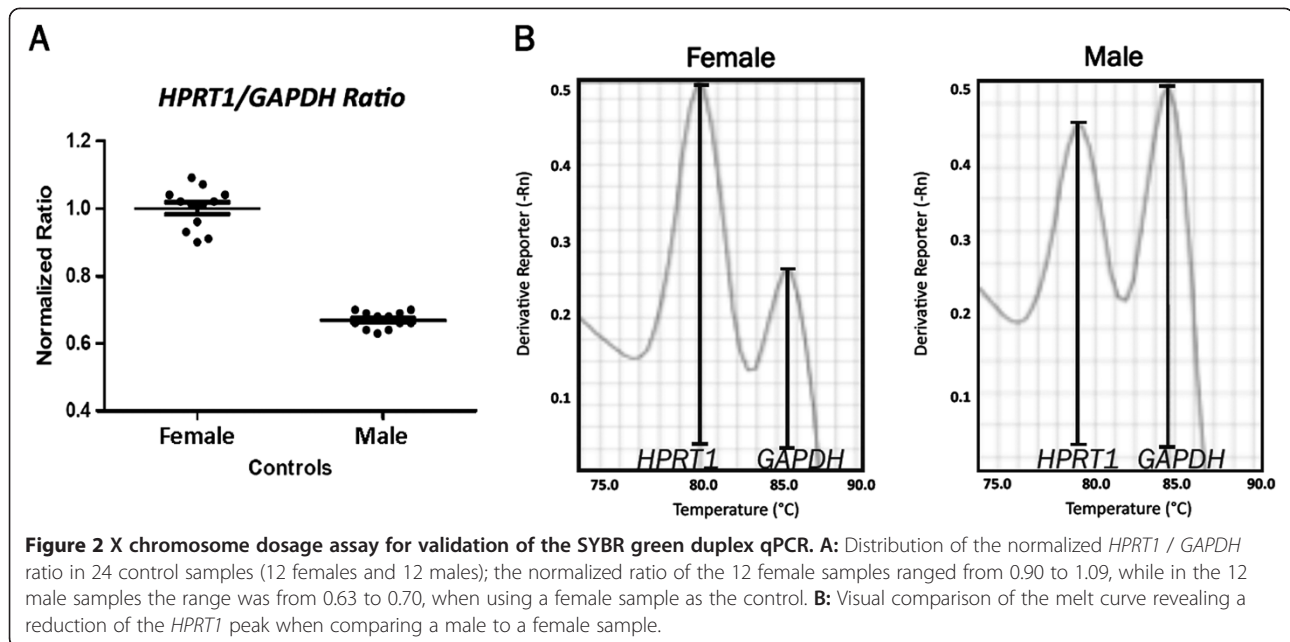 A
HPRT1/GAPDH Ratio
Normalized Ratio
1.2
1.0
0.8
0.6
0.4
Female
Male
Controls
B
Female
Derivative Reporter (-Rn)
0.5
0.4
0.3
0.2
0.1
HPRT1
GAPDH
75.0
80.0
85.0
90.0
Temperature (°C)
Male
Derivative Reporter (-Rn)
0.5
0.4
0.3
0.2
0.1
HPRT1
GAPDH
75.0
80.0
85.0
90.0
Temperature (°C)
Figure 2 X chromosome dosage assay for validation of the SYBR green duplex qPCR. A: Distribution of the normalized HPRT1 / GAPDH
ratio in 24 control samples (12 females and 12 males); the normalized ratio of the 12 female samples ranged from 0.90 to 1.09, while in the 12
male samples the range was from 0.63 to 0.70, when using a female sample as the control. B: Visual comparison of the melt curve revealing a
reduction of the HPRT1 peak when comparing a male to a female sample.